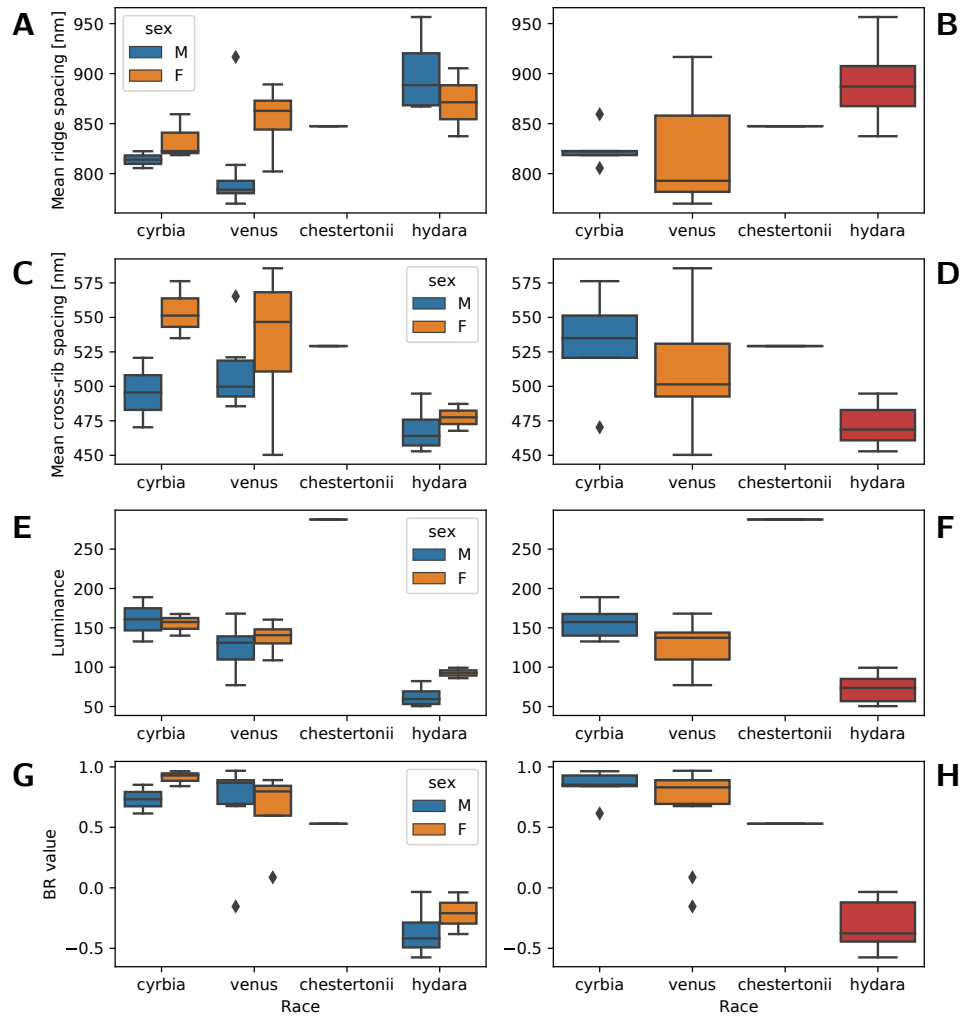 A
B
Mean ridge spacing [nm]
950
900
850
800
sex
M
F
cyrbia
venus
chestertonii
hydara
950
900
850
800
cyrbia
venus
chestertonii
hydara
C
D
Mean cross-rib spacing [nm]
575
550
525
500
475
450
sex
M
F
cyrbia
venus
chestertonii
hydara
575
550
525
500
475
450
cyrbia
venus
chestertonii
hydara
E
F
Luminance
250
200
150
100
50
sex
M
F
cyrbia
venus
chestertonii
hydara
250
200
150
100
50
cyrbia
venus
chestertonii
hydara
G
H
BR value
1.0
0.5
0.0
−0.5
sex
M
F
cyrbia
venus
chestertonii
hydara
Race
1.0
0.5
0.0
−0.5
cyrbia
venus
chestertonii
hydara
Race